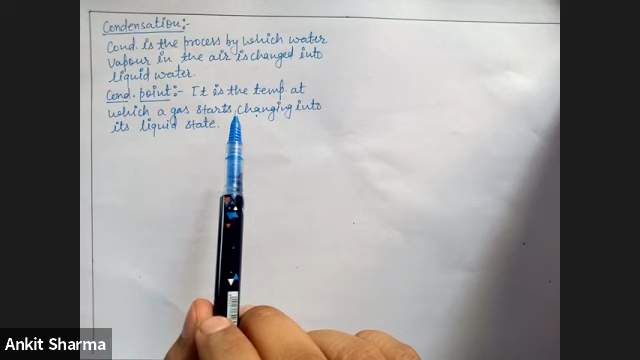 Condensation:-
Cond. is the process by which water
vapour in the air is changed into
liquid water.
Cond. point:- It is the temp. at
which a gas starts changing into
its liquid state.
Ankit Sharma